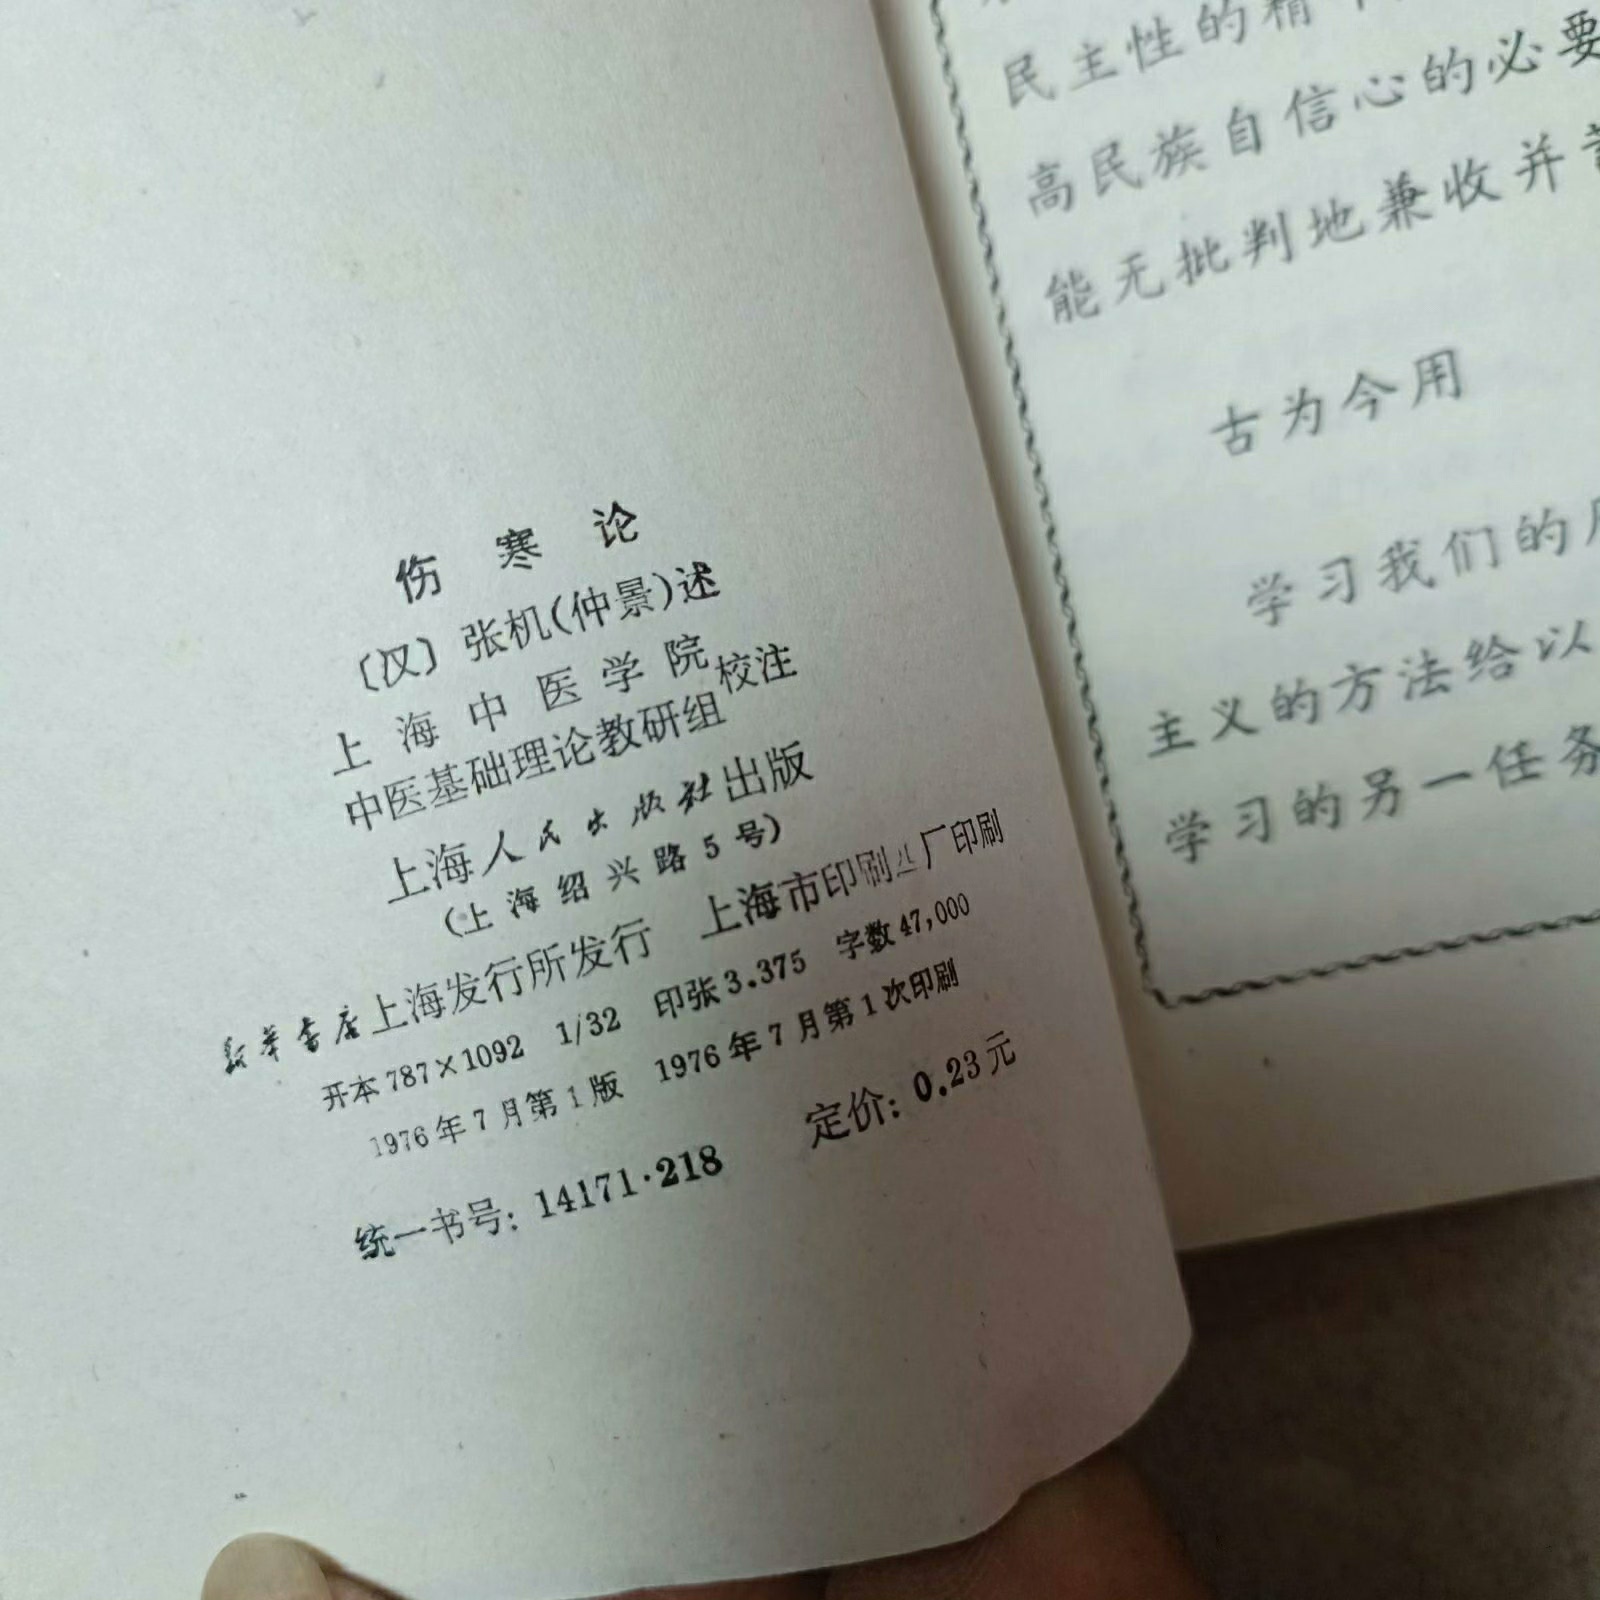 伤寒论
〔汉〕张机(仲景)述
上海中医学院
中医基础理论教研组 校注
上海人民出版社出版
(上海绍兴路5号)
新华书店上海发行所发行 上海市印刷厂印刷
开本787×1092 1/32 印张3.375 字数47,000
1976年7月第1版 1976年7月第1次印刷
统一书号:14171·218 定价:0.23元
民主性的精
高民族自信心的必要
能无批判地兼收并
古为今用
学习我们的
主义的方法给以
学习的另一任务